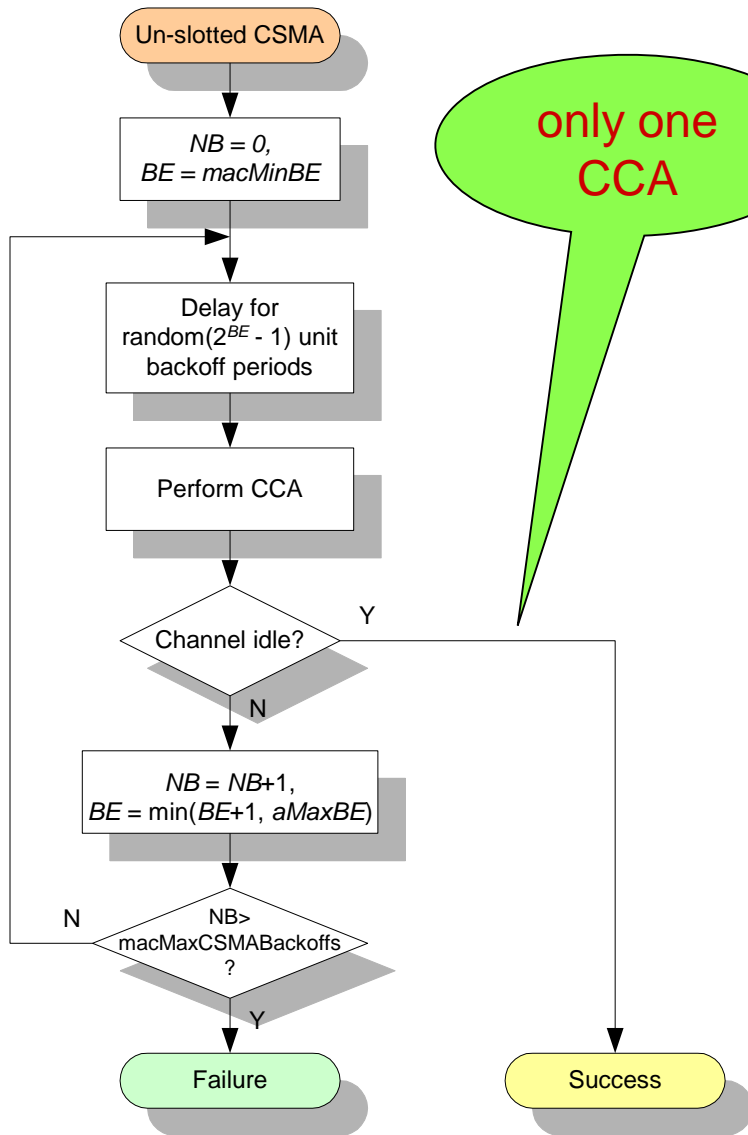 Un-slotted CSMA
only one
CCA
NB = 0,
BE = macMinBE
Delay for
random(2^BE - 1) unit
backoff periods
Perform CCA
Channel idle?
Y
N
NB = NB+1,
BE = min(BE+1, aMaxBE)
N
NB>
macMaxCSMABackoffs
?
Y
Failure
Success